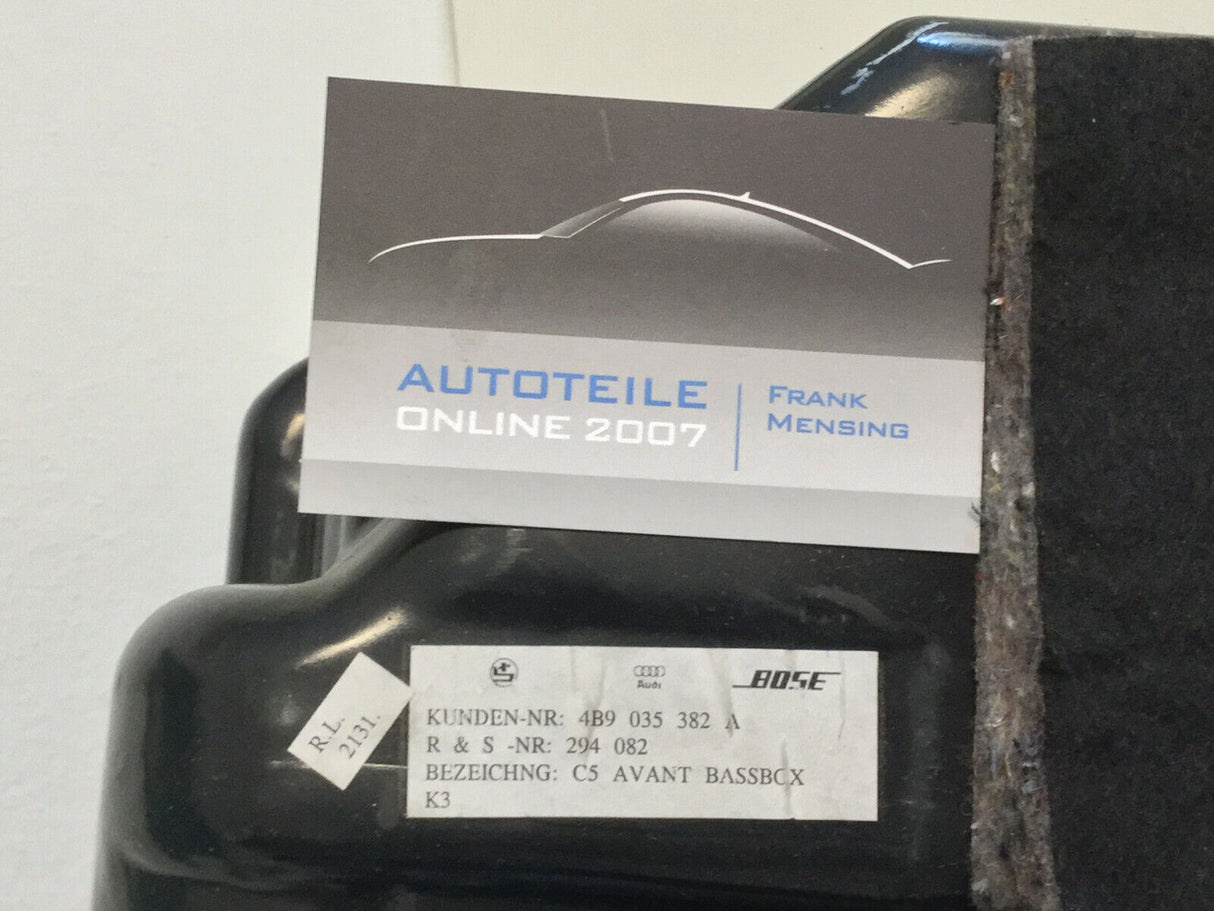 AUTOTEILE
ONLINE 2007
FRANK
MENSING
R.L.
2131.
Audi
BOSE
KUNDEN-NR: 4B9 035 382 A
R & S -NR: 294 082
BEZEICHNG: C5 AVANT BASSBOX
K3